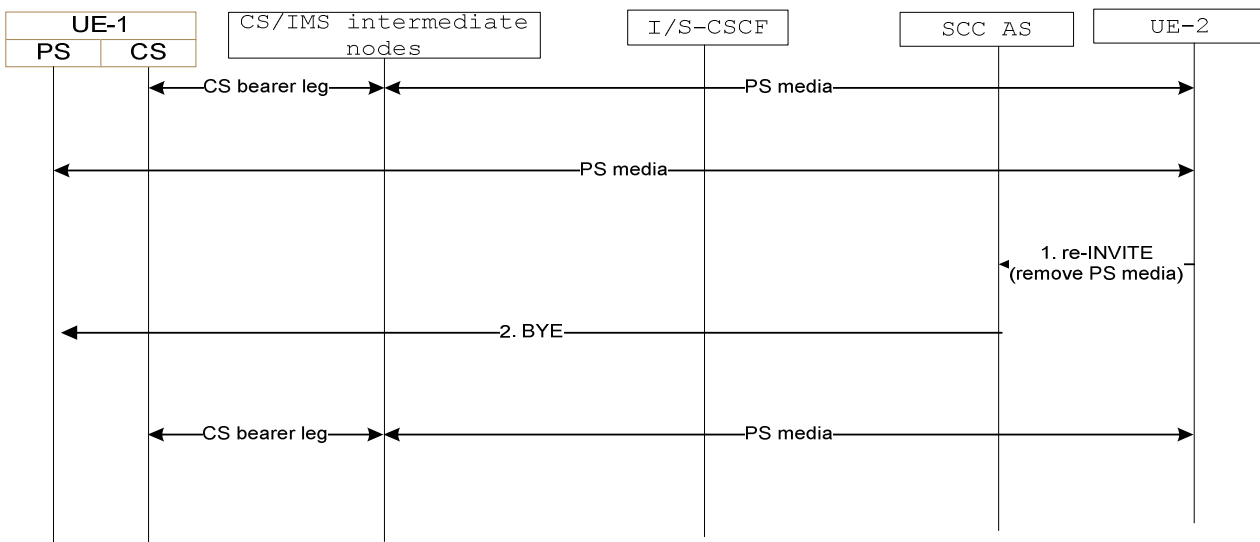 UE-1
PS
CS
CS/IMS intermediate
nodes
I/S-CSCF
SCC AS
UE-2
CS bearer leg
PS media
PS media
1. re-INVITE
(remove PS media)
2. BYE
CS bearer leg
PS media